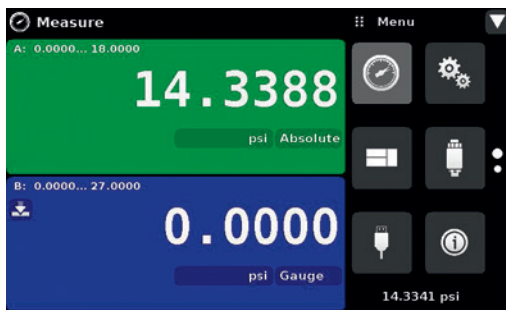 Measure
Menu
A: 0.0000... 18.0000
14.3388
psi Absolute
B: 0.0000... 27.0000
0.0000
psi Gauge
14.3341 psi